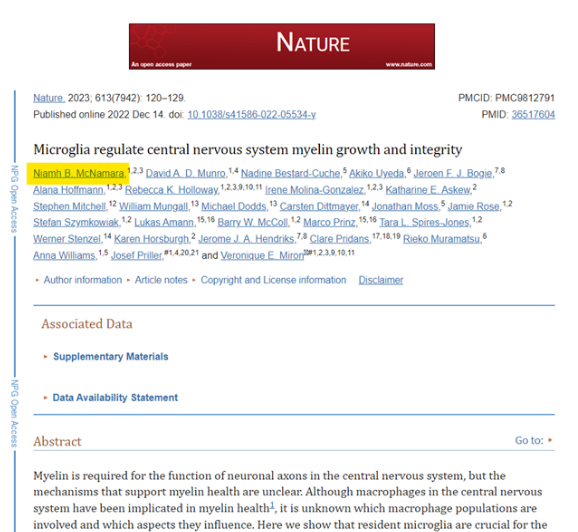 NATURE
An open access paper
www.nature.com
Nature. 2023; 613(7942): 120–129.
PMCID: PMC9812791
Published online 2022 Dec 14. doi: 10.1038/s41586-022-05534-y
PMID: 36517604
Microglia regulate central nervous system myelin growth and integrity
Niamh B. McNamara,1,2,3 David A. D. Munro,1,4 Nadine Bestard-Cuche,5 Akiko Uyeda,6 Jeroen F. J. Bogie,7,8
Alana Hoffmann,1,2,3 Rebecca K. Holloway,1,2,3,9,10,11 Irene Molina-Gonzalez,1,2,3 Katharine E. Askew,2
Stephen Mitchell,12 William Mungall,13 Michael Dodds,13 Carsten Dittmayer,14 Jonathan Moss,5 Jamie Rose,1,2
Stefan Szymkowiak,1,2 Lukas Amann,15,16 Barry W. McColl,1,2 Marco Prinz,15,16 Tara L. Spires-Jones,1,2
Werner Stenzel,14 Karen Horsburgh,2 Jerome J. A. Hendriks,7,8 Clare Pridans,17,18,19 Rieko Muramatsu,6
Anna Williams,1,5 Josef Priller,#1,4,20,21 and Veronique E. Miron#1,2,3,9,10,11
▸ Author information ▸ Article notes ▸ Copyright and License information Disclaimer
Associated Data
▸ Supplementary Materials
▸ Data Availability Statement
NPG Open Access
NPG Open Access
Abstract
Go to: ▸
Myelin is required for the function of neuronal axons in the central nervous system, but the
mechanisms that support myelin health are unclear. Although macrophages in the central nervous
system have been implicated in myelin health1, it is unknown which macrophage populations are
involved and which aspects they influence. Here we show that resident microglia are crucial for the